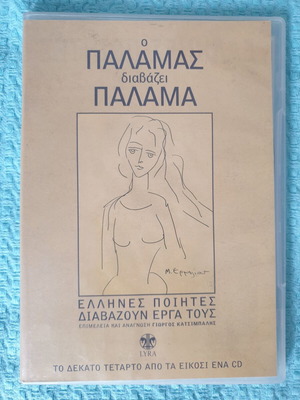 ο
ΠΑΛΑΜΑΣ
διαβάζει
ΠΑΛΑΜΑ
ΕΛΛΗΝΕΣ ΠΟΙΗΤΕΣ
ΔΙΑΒΑΖΟΥΝ ΕΡΓΑ ΤΟΥΣ
ΕΠΙΜΕΛΕΙΑ ΚΑΙ ΑΝΑΓΝΩΣΗ ΓΙΩΡΓΟΣ ΚΑΤΣΙΜΠΑΛΗΣ
LYRA
ΤΟ ΔΕΚΑΤΟ ΤΕΤΑΡΤΟ ΑΠΟ ΤΑ ΕΙΚΟΣΙ ΕΝΑ CD